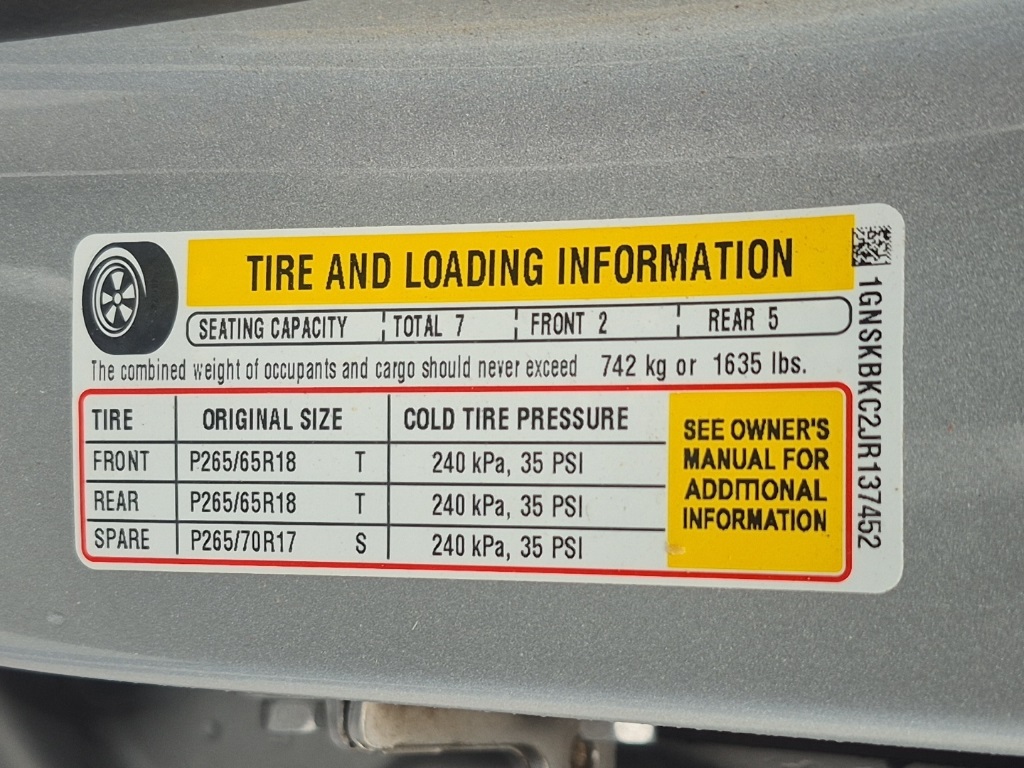 TIRE AND LOADING INFORMATION
SEATING CAPACITY TOTAL 7 FRONT 2 REAR 5
The combined weight of occupants and cargo should never exceed 742 kg or 1635 lbs.
TIRE ORIGINAL SIZE COLD TIRE PRESSURE
FRONT P265/65R18 T 240 kPa, 35 PSI
REAR P265/65R18 T 240 kPa, 35 PSI
SPARE P265/70R17 S 240 kPa, 35 PSI
SEE OWNER'S
MANUAL FOR
ADDITIONAL
INFORMATION
1GNSKBKC2JR137452